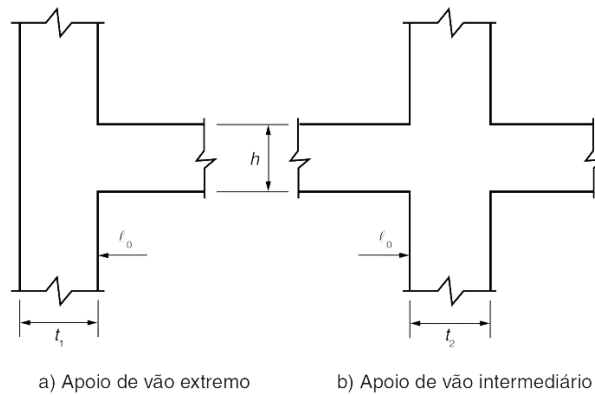 h
ℓ₀
ℓ₀
t₁
t₂
a) Apoio de vão extremo
b) Apoio de vão intermediário